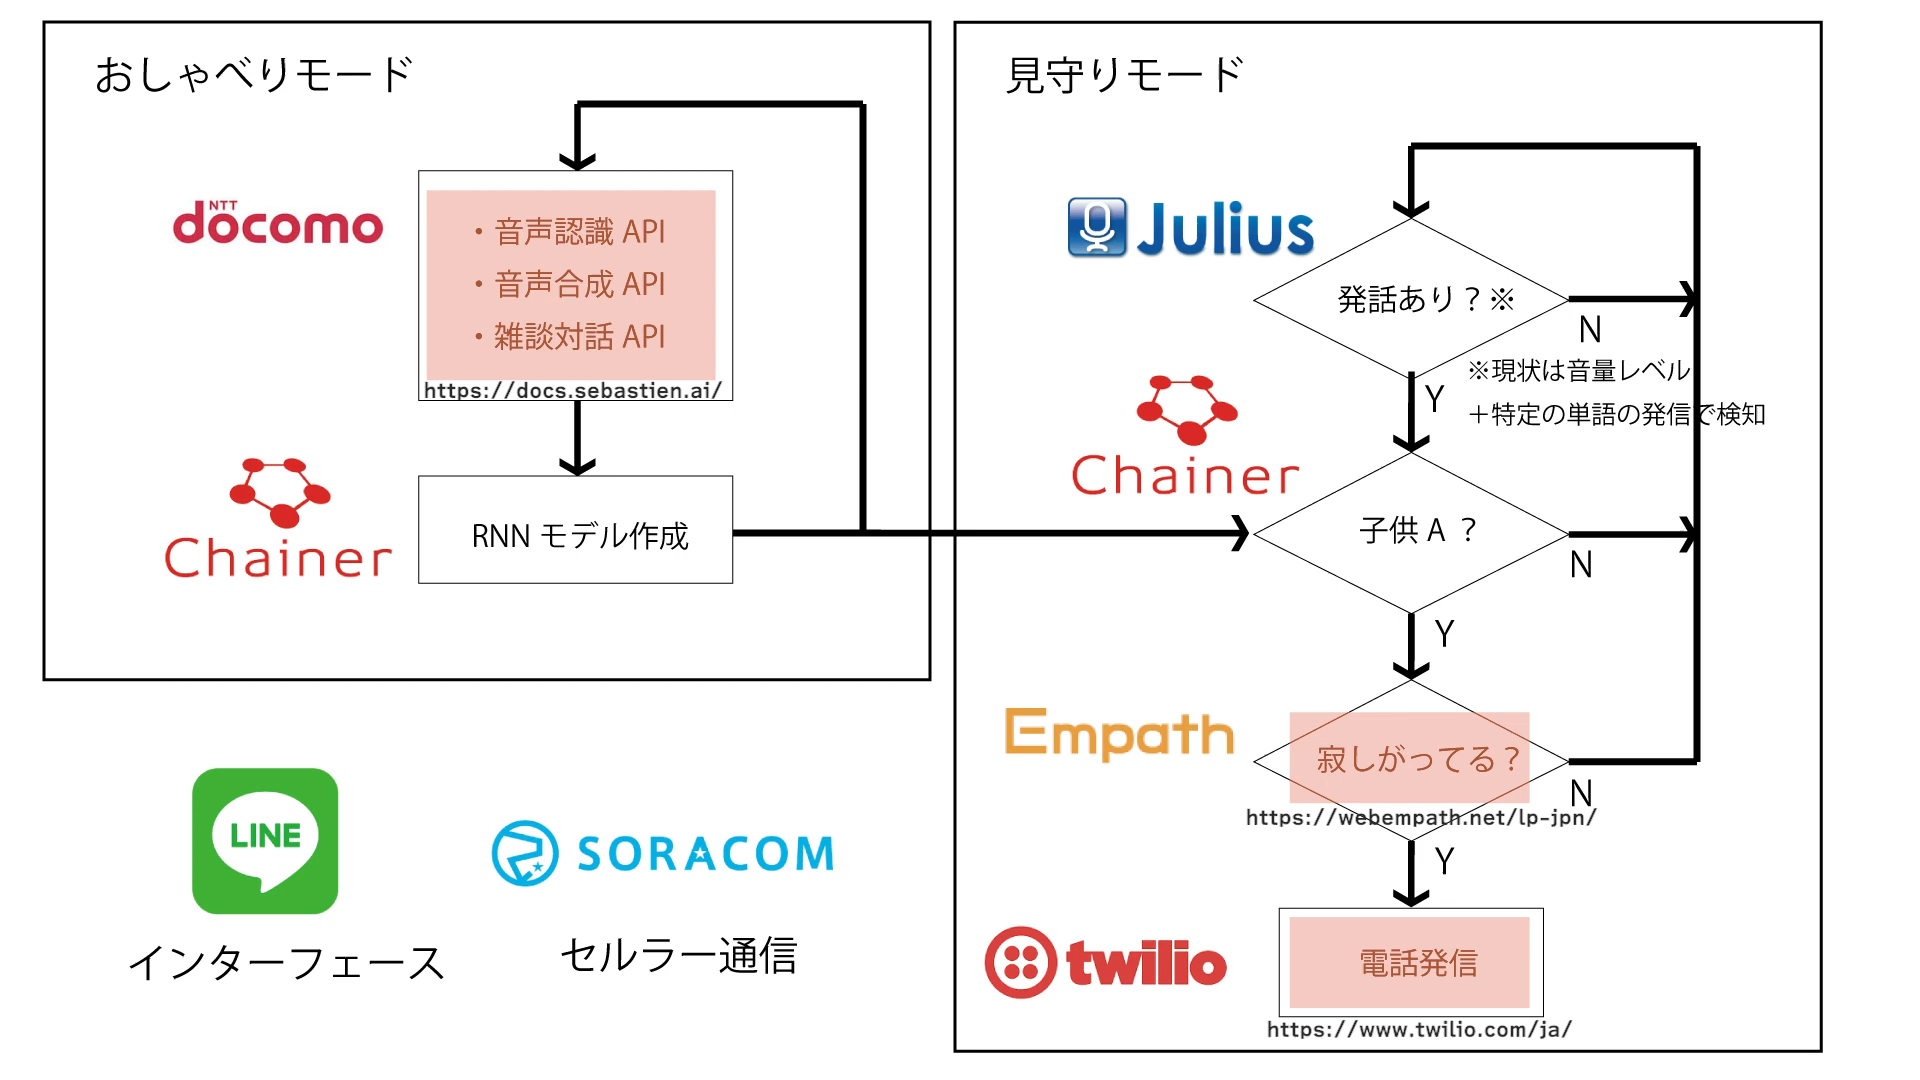 おしゃべりモード
NTT
döcomo
・音声認識 API
・音声合成 API
・雑談対話 API
https://docs.sebastien.ai/
Chainer
RNN モデル作成
LINE
インターフェース
SORACOM
セルラー通信
見守りモード
Julius
発話あり？※
N
※現状は音量レベル
＋特定の単語の発信で検知
Y
Chainer
子供 A ？
N
Y
Empath
寂しがってる？
N
https://webempath.net/lp-jpn/
Y
twilio
電話発信
https://www.twilio.com/ja/